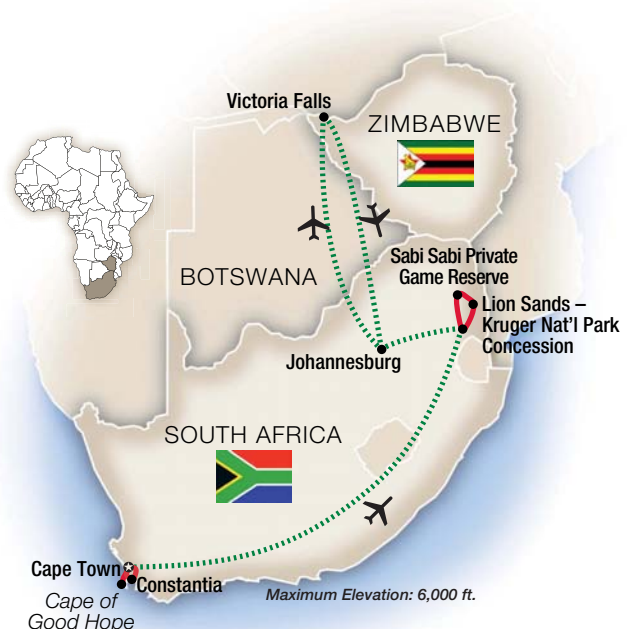 Victoria Falls
ZIMBABWE
Sabi Sabi Private
Game Reserve
BOTSWANA
Lion Sands –
Kruger Nat'l Park
Concession
Johannesburg
SOUTH AFRICA
Cape Town
Constantia
Cape of
Good Hope
Maximum Elevation: 6,000 ft.